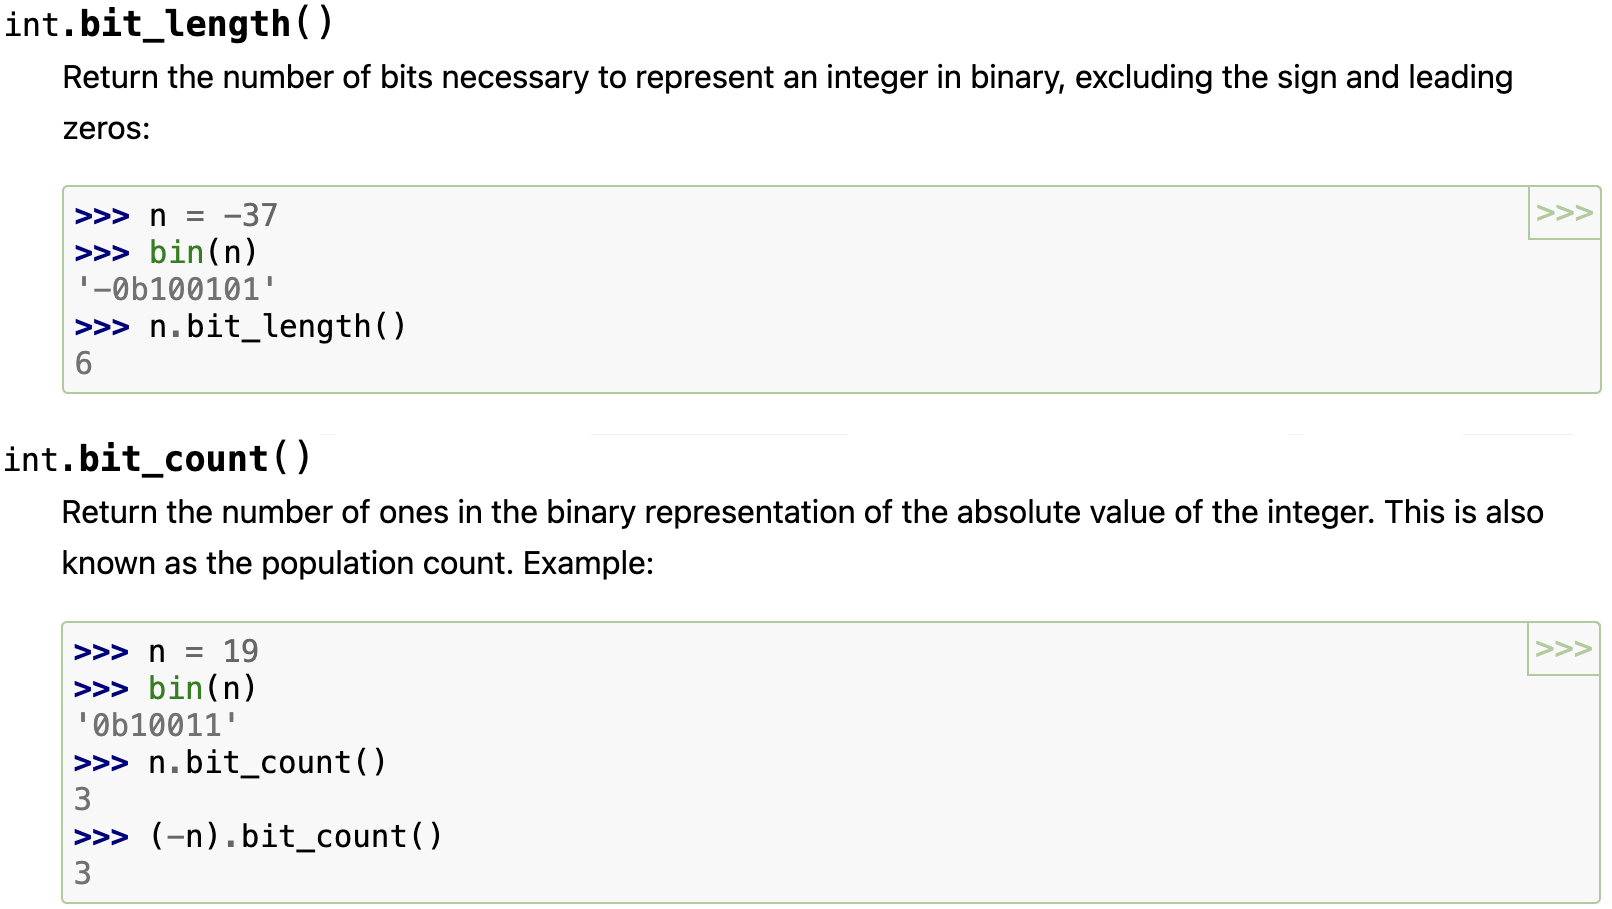 int.bit_length()
Return the number of bits necessary to represent an integer in binary, excluding the sign and leading
zeros:
>>> n = -37
>>>
>>> bin(n)
'-0b100101'
>>> n.bit_length()
6
int.bit_count()
Return the number of ones in the binary representation of the absolute value of the integer. This is also
known as the population count. Example:
>>> n = 19
>>>
>>> bin(n)
'0b10011'
>>> n.bit_count()
3
>>> (-n).bit_count()
3